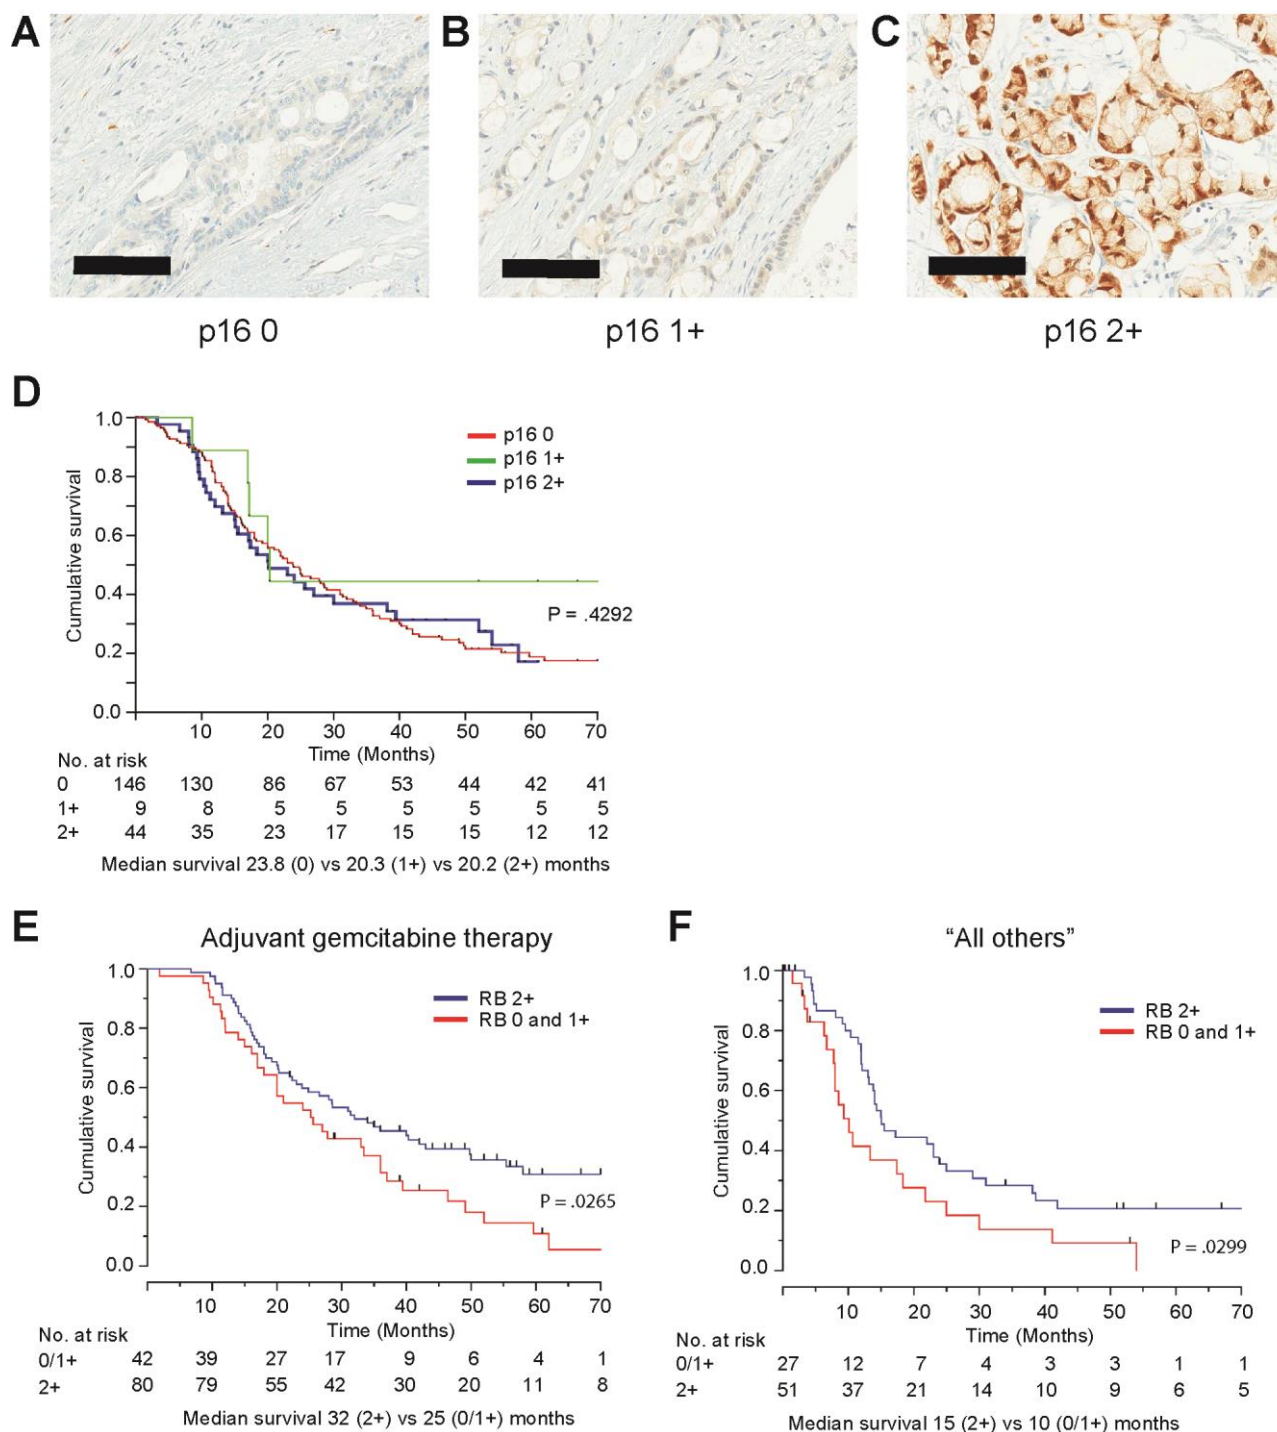 A
B
C
p16 0
p16 1+
p16 2+
D
1.0
0.8
0.6
0.4
0.2
0.0
Cumulative survival
p16 0
p16 1+
p16 2+
P = .4292
10 20 30 40 50 60 70
Time (Months)
No. at risk
0 146 130 86 67 53 44 42 41
1+ 9 8 5 5 5 5 5 5
2+ 44 35 23 17 15 15 12 12
Median survival 23.8 (0) vs 20.3 (1+) vs 20.2 (2+) months
E
Adjuvant gemcitabine therapy
1.0
0.8
0.6
0.4
0.2
0.0
Cumulative survival
RB 2+
RB 0 and 1+
P = .0265
10 20 30 40 50 60 70
Time (Months)
No. at risk
0/1+ 42 39 27 17 9 6 4 1
2+ 80 79 55 42 30 20 11 8
Median survival 32 (2+) vs 25 (0/1+) months
F
“All others”
1.0
0.8
0.6
0.4
0.2
0.0
Cumulative survival
RB 2+
RB 0 and 1+
P = .0299
10 20 30 40 50 60 70
Time (Months)
No. at risk
0/1+ 27 12 7 4 3 3 1 1
2+ 51 37 21 14 10 9 6 5
Median survival 15 (2+) vs 10 (0/1+) months